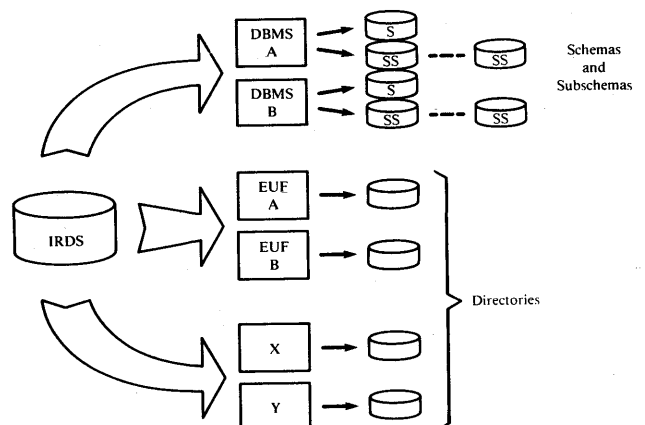 DBMS
A
S
SS
SS
Schemas
and
Subschemas
DBMS
B
S
SS
SS
IRDS
EUF
A
EUF
B
Directories
X
Y